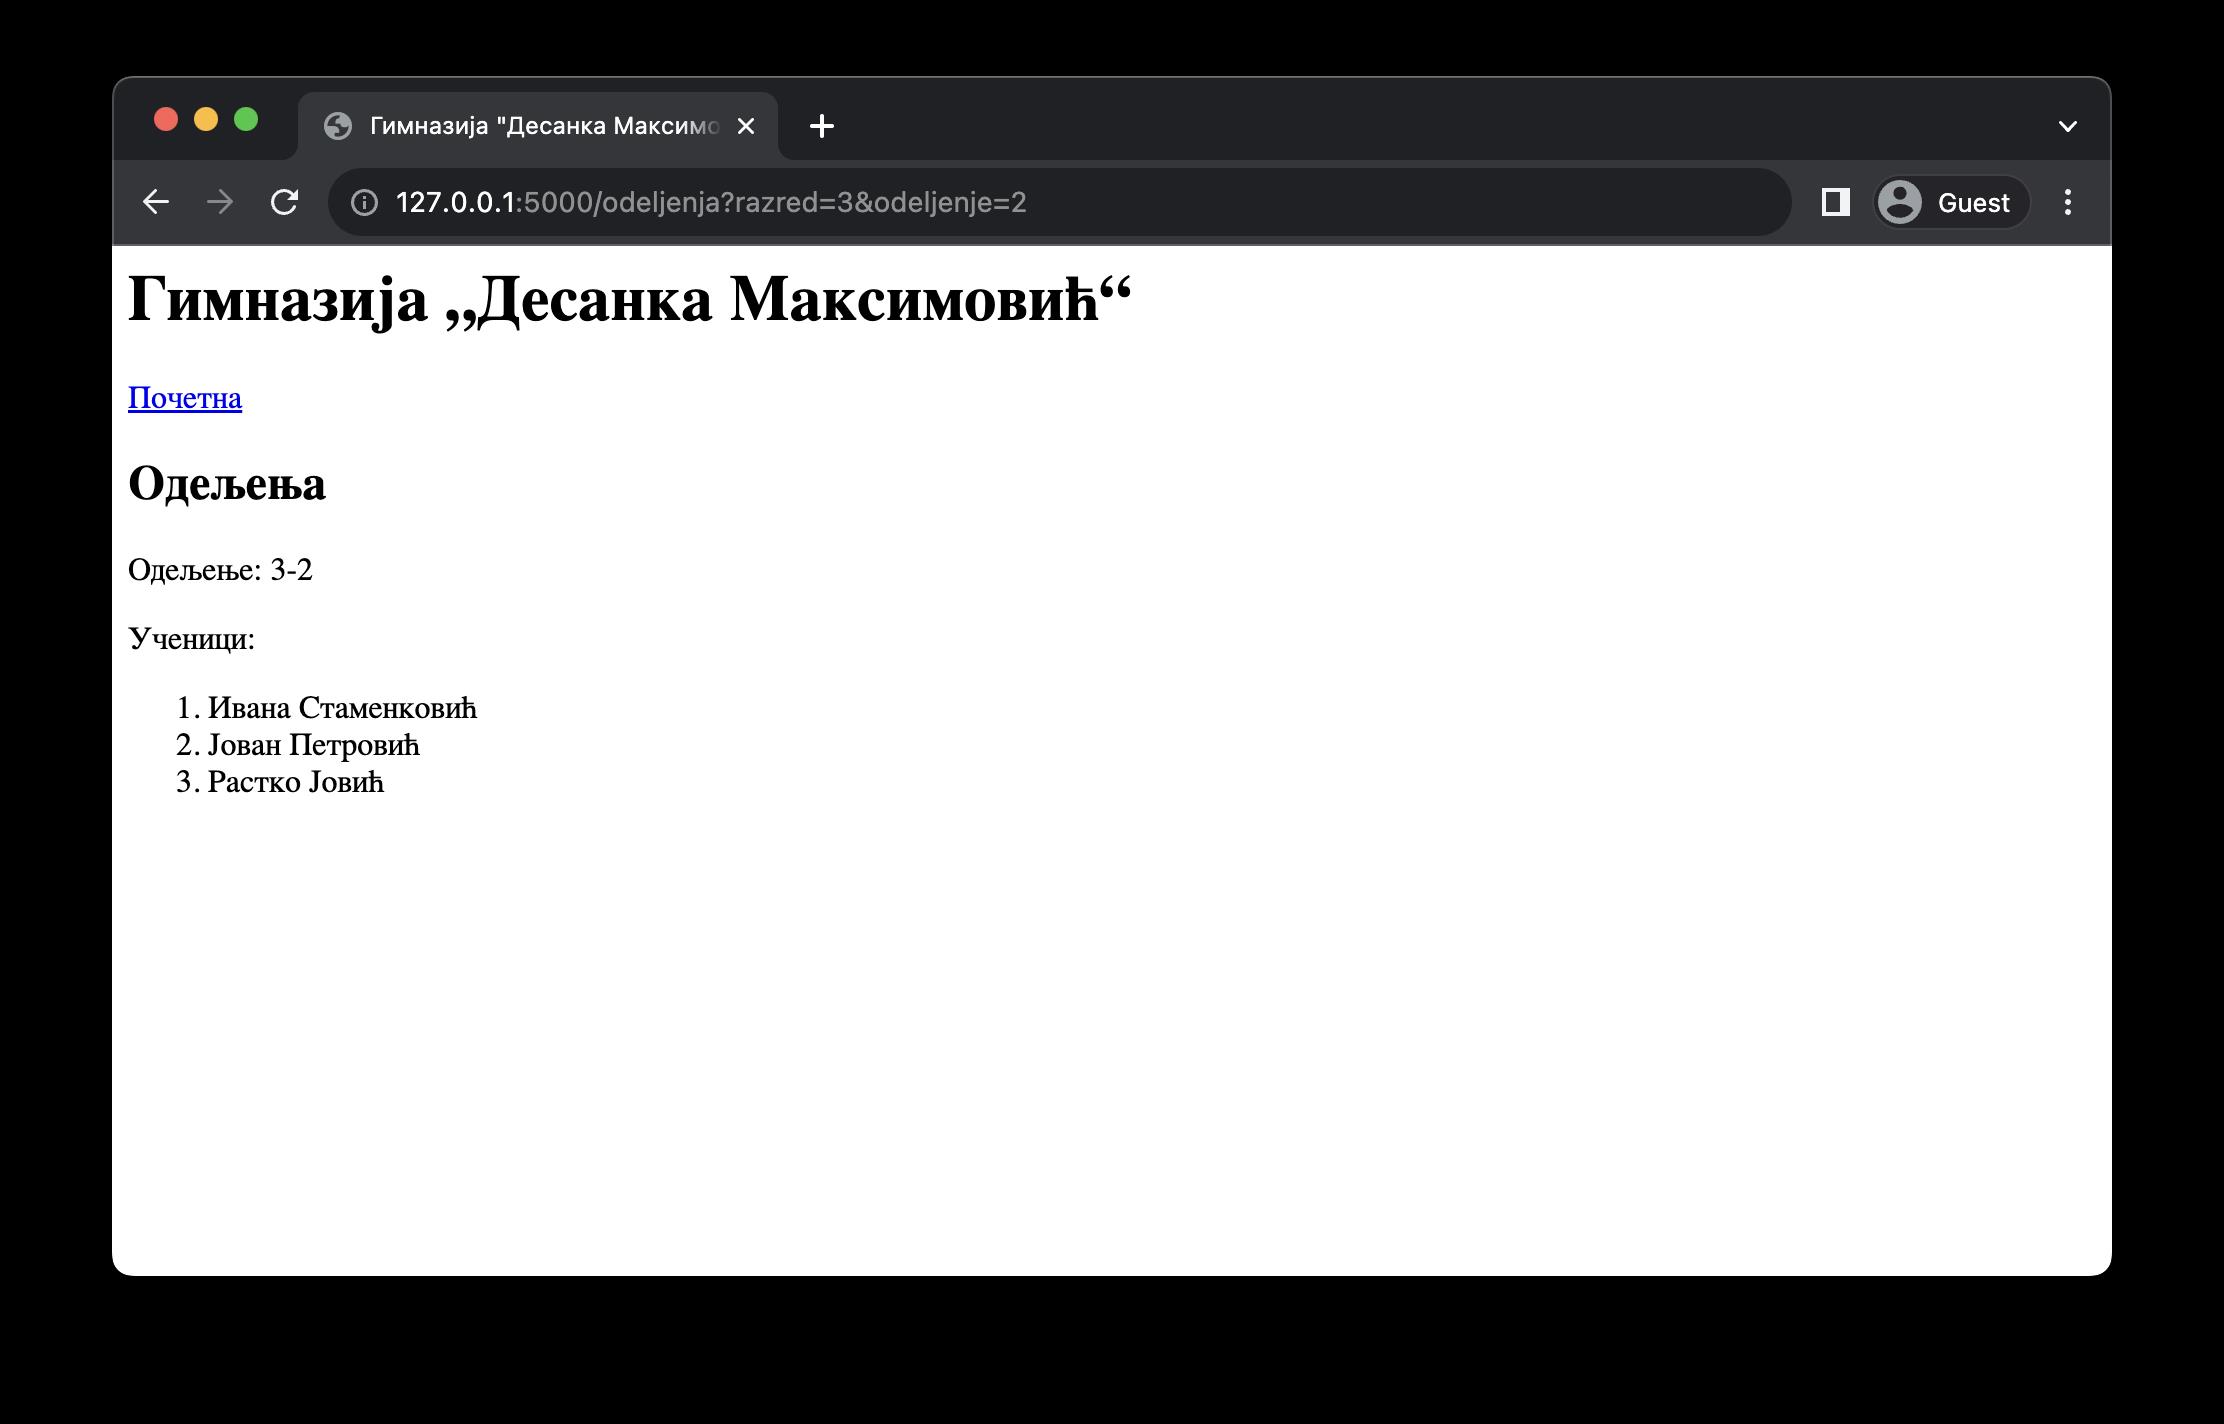 Гимназија "Десанка Максимо
127.0.0.1:5000/odeljenja?razred=3&odeljenje=2
Guest
Гимназија „Десанка Максимовић“
Почетна
Одељења
Одељење: 3-2
Ученици:
1. Ивана Стаменковић
2. Јован Петровић
3. Растко Јовић